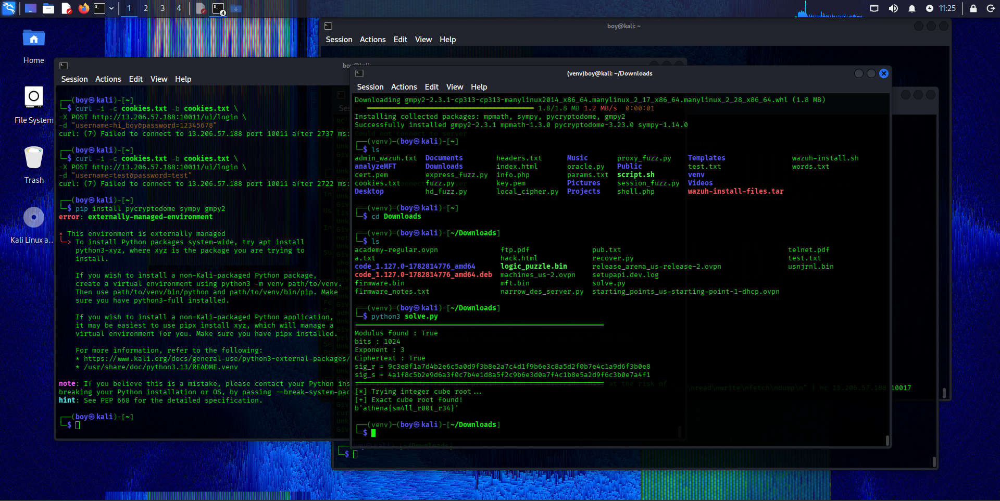 1 2 3 4
4
11:25
Home
File System
Trash
Kali Linux a...
boy@kali: ~
Session Actions Edit View Help
Session Actions Edit View Help
┌──(boy㉿kali)-[~]
└─$ curl -i -c cookies.txt -b cookies.txt \
-X POST http://13.206.57.188:10011/ui/login \
-d "username=hi_boy&password=12345678"
curl: (7) Failed to connect to 13.206.57.188 port 10011 after 2737 ms:
┌──(boy㉿kali)-[~]
└─$ curl -i -c cookies.txt -b cookies.txt \
-X POST http://13.206.57.188:10011/ui/login \
-d "username=test&password=test"
curl: (7) Failed to connect to 13.206.57.188 port 10011 after 2722 ms:
┌──(boy㉿kali)-[~]
└─$ pip install pycryptodome sympy gmpy2
error: externally-managed-environment
× This environment is externally managed
╰─> To install Python packages system-wide, try apt install
python3-xyz, where xyz is the package you are trying to
install.
If you wish to install a non-Kali-packaged Python package,
create a virtual environment using python3 -m venv path/to/venv.
Then use path/to/venv/bin/python and path/to/venv/bin/pip. Make
sure you have python3-full installed.
If you wish to install a non-Kali-packaged Python application,
it may be easiest to use pipx install xyz, which will manage a
virtual environment for you. Make sure you have pipx installed.
For more information, refer to the following:
* https://www.kali.org/docs/general-use/python3-external-packages/
* /usr/share/doc/python3.13/README.venv
note: If you believe this is a mistake, please contact your Python ins
breaking your Python installation or OS, by passing --break-system-pac
hint: See PEP 668 for the detailed specification.
┌──(boy㉿kali)-[~]
└─$
(venv)boy@kali: ~/Downloads
Session Actions Edit View Help
Downloading gmpy2-2.3.1-cp313-cp313-manylinux2014_x86_64.manylinux_2_17_x86_64.manylinux_2_28_x86_64.whl (1.8 MB)
1.8/1.8 MB 1.2 MB/s 0:00:01
Installing collected packages: mpmath, sympy, pycryptodome, gmpy2
Successfully installed gmpy2-2.3.1 mpmath-1.3.0 pycryptodome-3.23.0 sympy-1.14.0
┌──(venv)─(boy㉿kali)-[~]
└─$ ls
admin_wazuh.txt Documents headers.txt Music proxy_fuzz.py Templates wazuh-install.sh
analyzeMFT Downloads index.html oracle.py Public test.txt words.txt
cert.pem express_fuzz.py info.php params.txt script.sh venv
cookies.txt fuzz.py key.pem Pictures session_fuzz.py Videos
Desktop hd_fuzz.py local_cipher.py Projects shell.php wazuh-install-files.tar
┌──(venv)─(boy㉿kali)-[~]
└─$ cd Downloads
┌──(venv)─(boy㉿kali)-[~/Downloads]
└─$ ls
academy-regular.ovpn ftp.pdf pub.txt telnet.pdf
a.txt hack.html recover.py test.txt
code_1.127.0-1782814776_amd64 logic_puzzle.bin release_arena_us-release-2.ovpn usnjrnl.bin
code_1.127.0-1782814776_amd64.deb machines_us-2.ovpn setupapi.dev.log
firmware.bin mft.bin solve.py
firmware_notes.txt narrow_des_server.py starting_points_us-starting-point-1-dhcp.ovpn
┌──(venv)─(boy㉿kali)-[~/Downloads]
└─$ python3 solve.py
============================================================
Modulus found : True
bits : 1024
Exponent : 3
Ciphertext : True
sig_r = 9c3e8f1a7d4b2e6c5a0d9f3b8e2a7c4d1f9b6e3c8a5d2f0b7e4c1a9d6f3b0e8
sig_s = 4a1f8c5b2e9d6a3f0c7b4e1d8a5f2c9b6e3d0a7f4c1b8e5a2d9f6c3b0e7a4f1
============================================================
[*] Trying integer cube root...
[+] Exact cube root found!
b'athena{sm4ll_r00t_r34}'
┌──(venv)─(boy㉿kali)-[~/Downloads]
└─$
\nread\nwrite\nfetch\ndump\n" | nc 13.206.57.188 10017
└─$